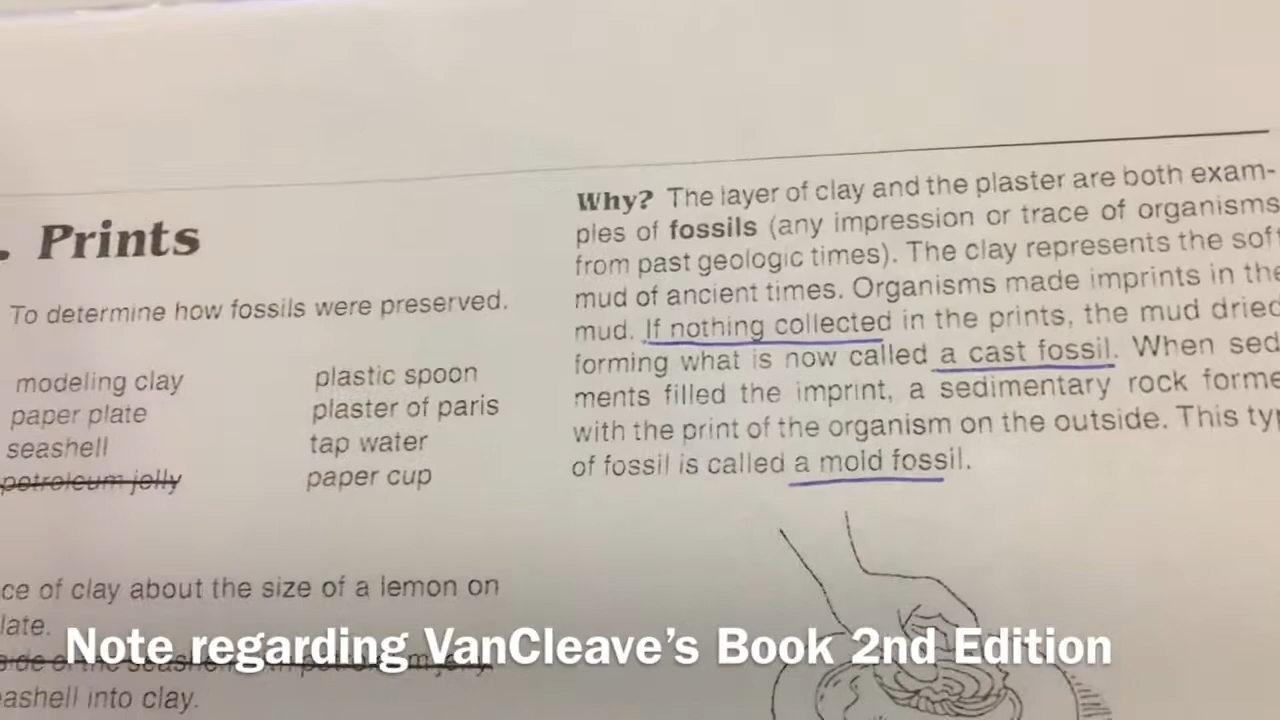 . Prints
To determine how fossils were preserved.
modeling clay
paper plate
seashell
petroleum jelly
plastic spoon
plaster of paris
tap water
paper cup
ce of clay about the size of a lemon on
late.
seashell
eashell into clay.
Why? The layer of clay and the plaster are both exam-
ples of fossils (any impression or trace of organisms
from past geologic times). The clay represents the soft
mud of ancient times. Organisms made imprints in the
mud. If nothing collected in the prints, the mud dried
forming what is now called a cast fossil. When sed
ments filled the imprint, a sedimentary rock forme
with the print of the organism on the outside. This typ
of fossil is called a mold fossil.
Note regarding VanCleave's Book 2nd Edition